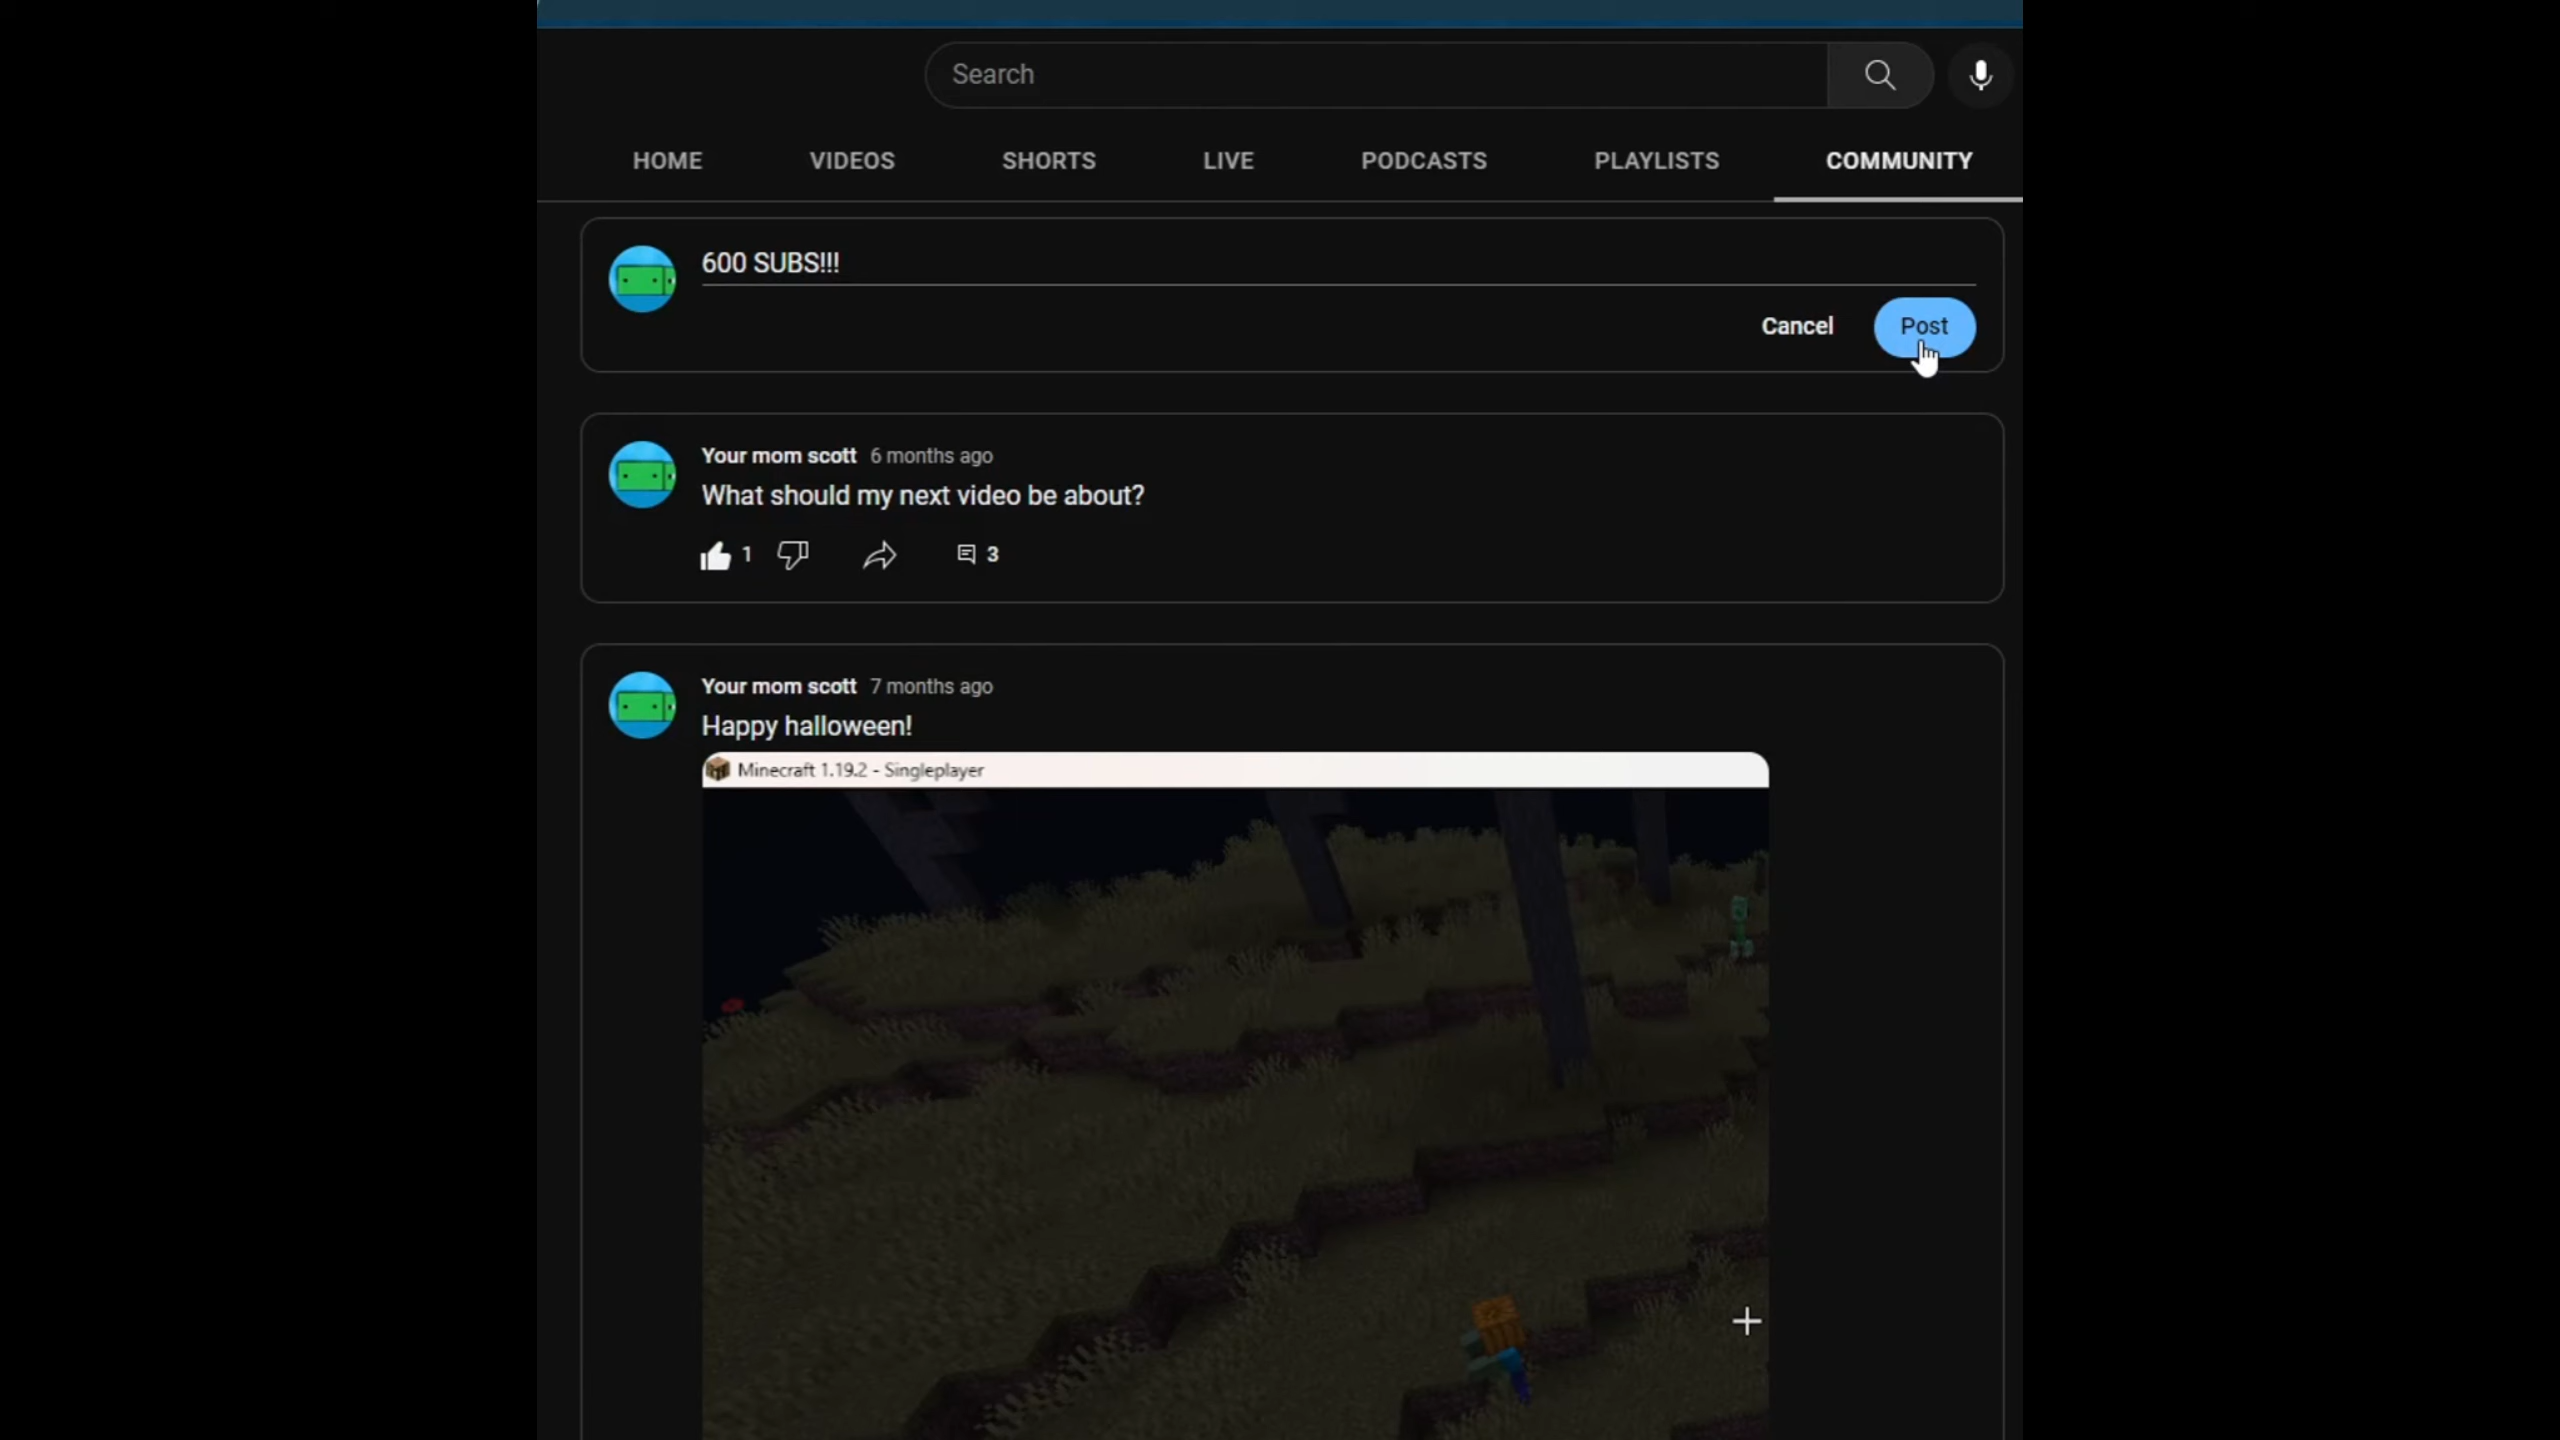 Search
HOME VIDEOS SHORTS LIVE PODCASTS PLAYLISTS COMMUNITY
600 SUBS!!!
Cancel Post
Your mom scott 6 months ago
What should my next video be about?
1 3
Your mom scott 7 months ago
Happy halloween!
Minecraft 1.19.2 - Singleplayer